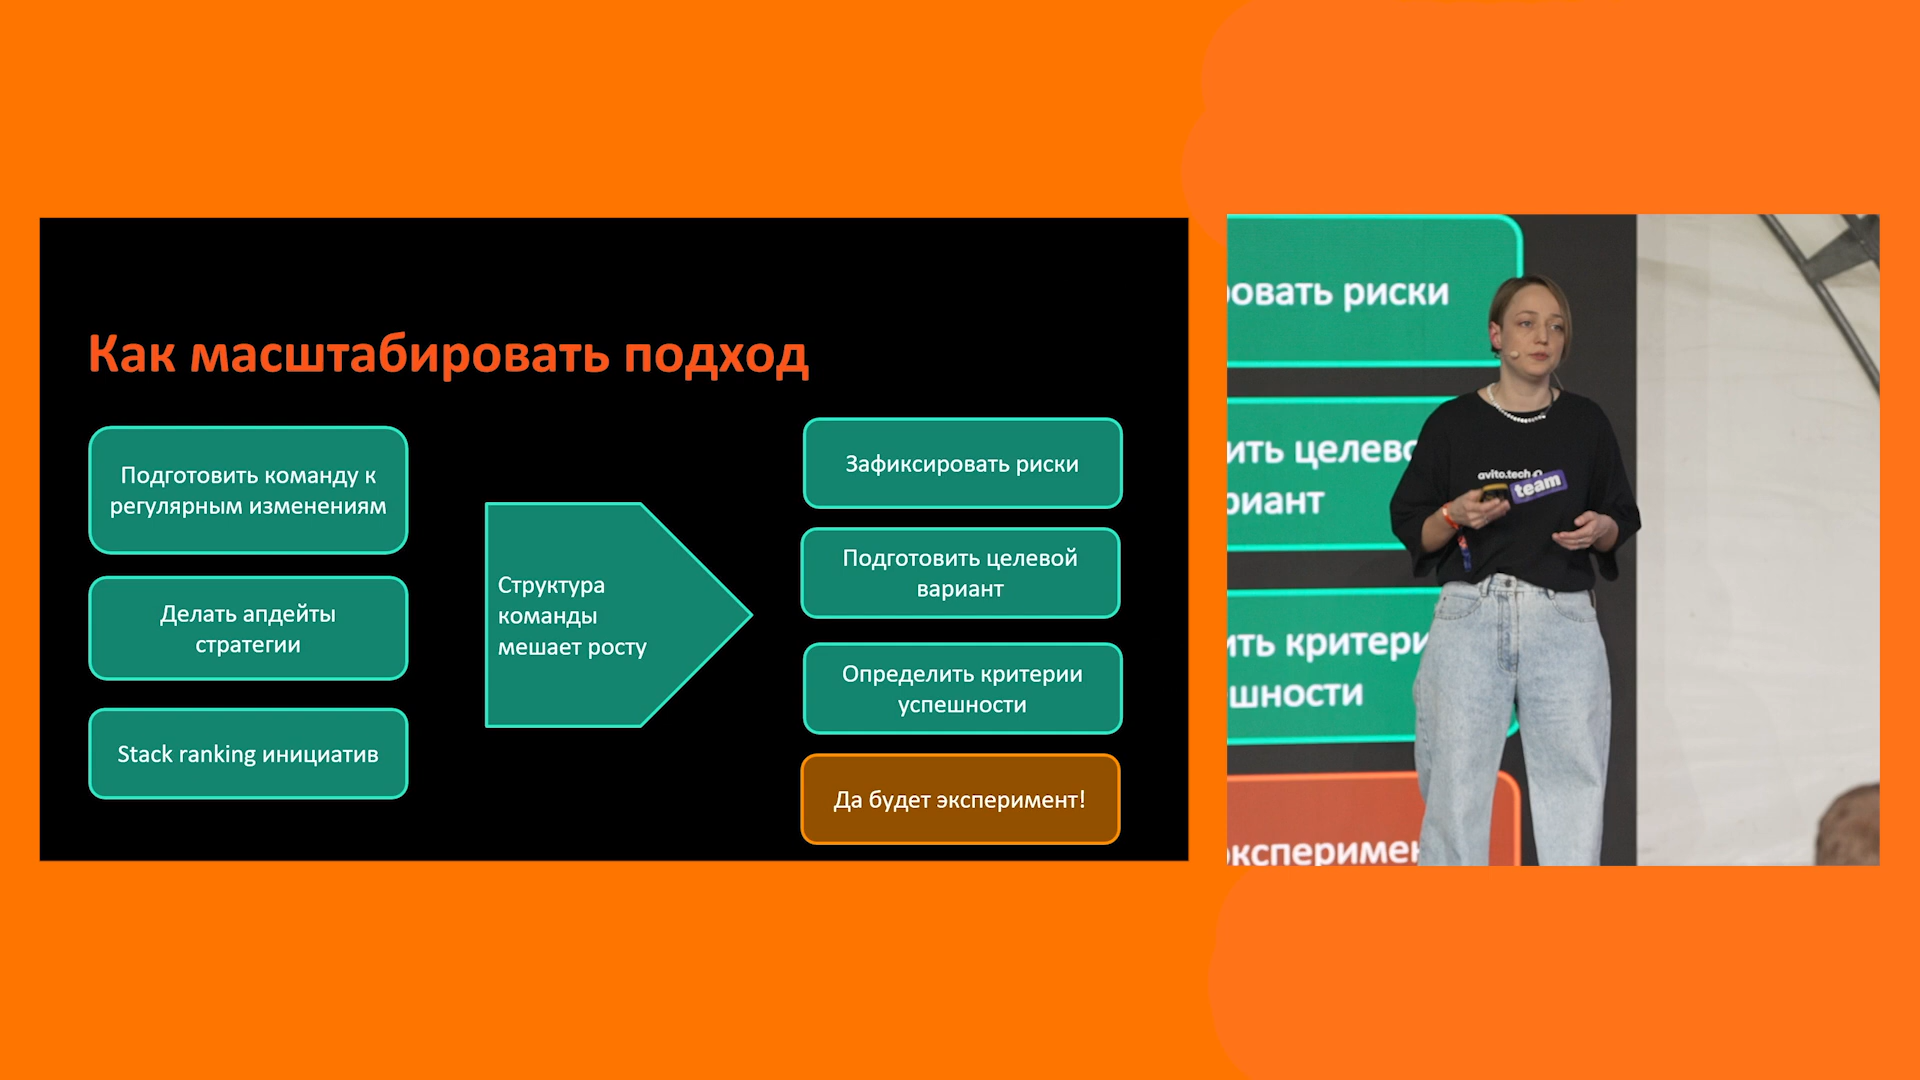 Как масштабировать подход
Подготовить команду к
регулярным изменениям
Делать апдейты
стратегии
Stack ranking инициатив
Структура
команды
мешает росту
Зафиксировать риски
Подготовить целевой
вариант
Определить критерии
успешности
Да будет эксперимент!
овать риски
ить целево
риант
ить критери
шности
ксперимен
avito.tech
team